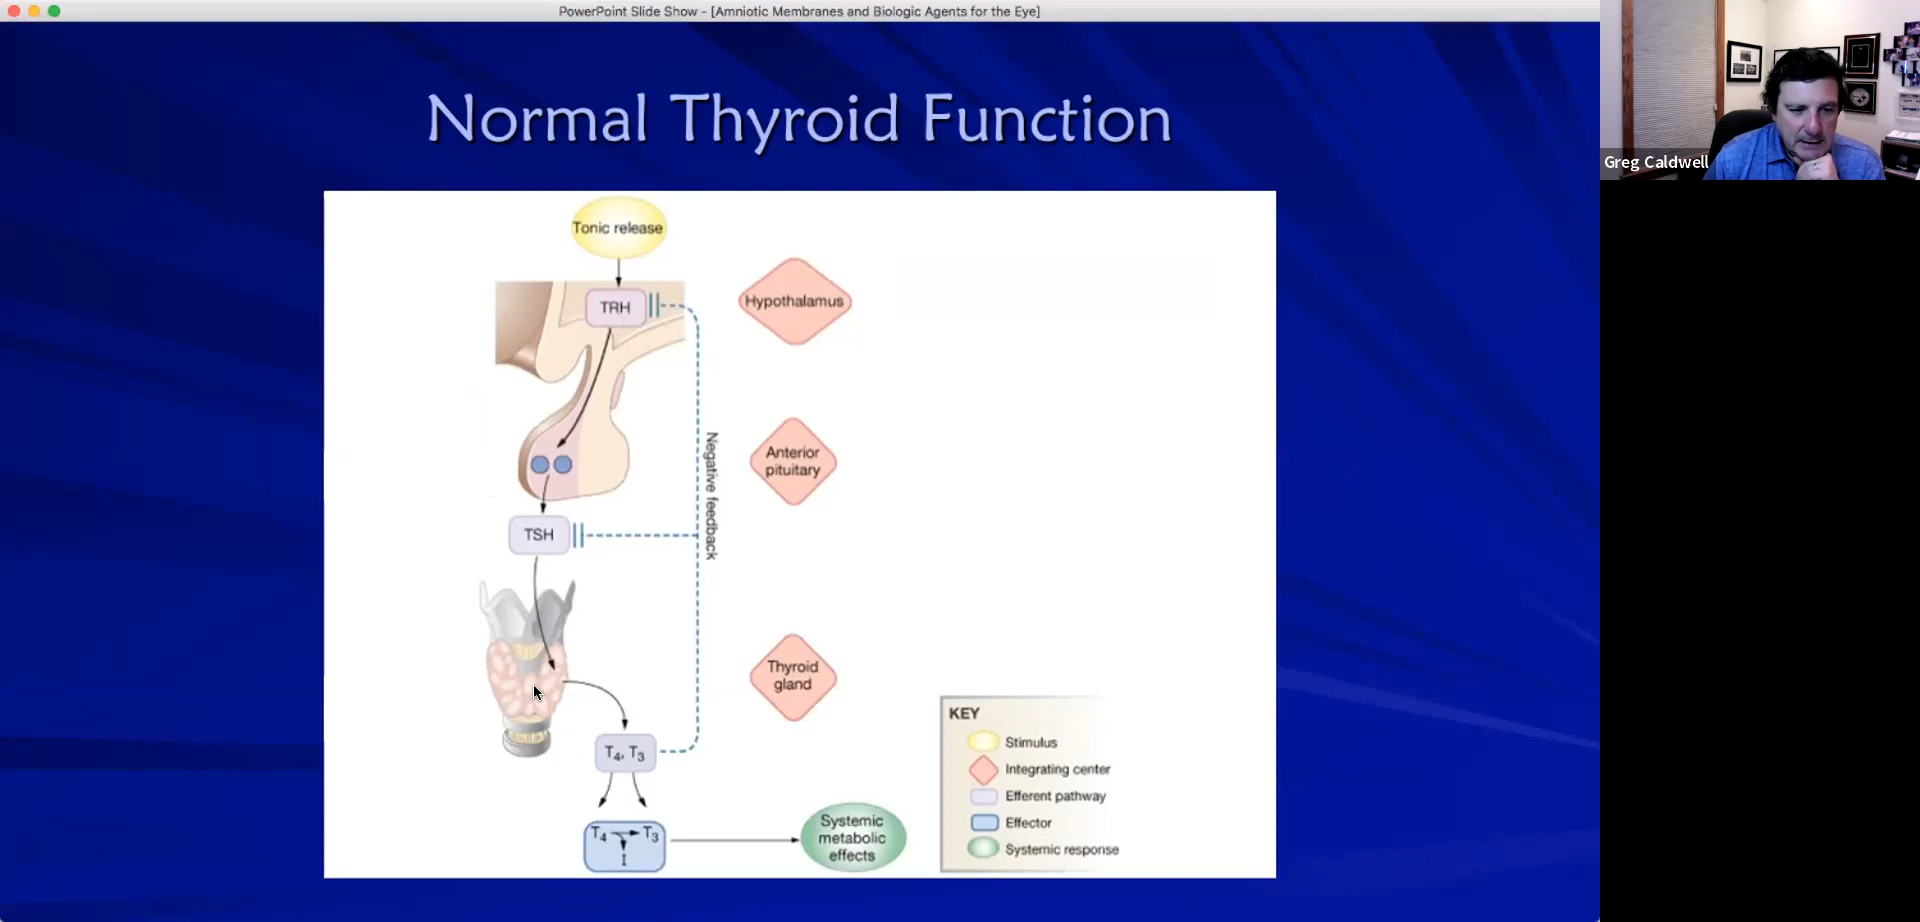 PowerPoint Slide Show - [Amniotic Membranes and Biologic Agents for the Eye]
Greg Caldwell
Normal Thyroid Function
Tonic release
TRH
Hypothalamus
Anterior
pituitary
Negative feedback
TSH
Thyroid
gland
T₄, T₃
T₄ T₃
I
Systemic
metabolic
effects
KEY
Stimulus
Integrating center
Efferent pathway
Effector
Systemic response